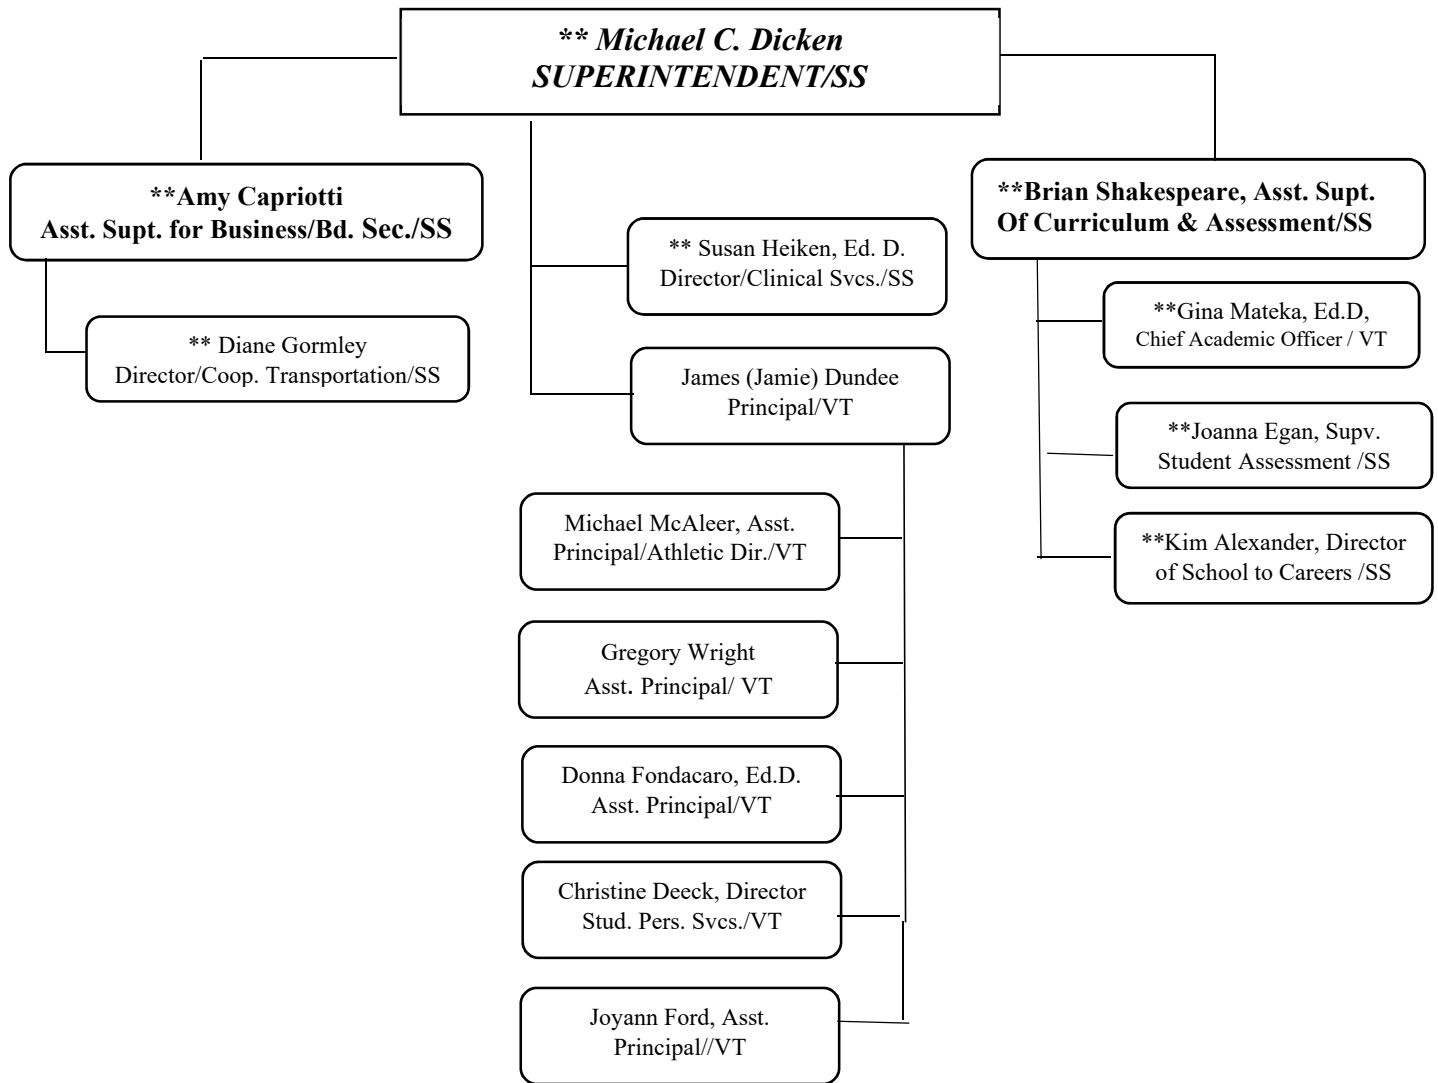 ** Michael C. Dicken
SUPERINTENDENT/SS
**Amy Capriotti
Asst. Supt. for Business/Bd. Sec./SS
** Diane Gormley
Director/Coop. Transportation/SS
** Susan Heiken, Ed. D.
Director/Clinical Svcs./SS
James (Jamie) Dundee
Principal/VT
Michael McAleer, Asst.
Principal/Athletic Dir./VT
Gregory Wright
Asst. Principal/ VT
Donna Fondacaro, Ed.D.
Asst. Principal/VT
Christine Deeck, Director
Stud. Pers. Svcs./VT
Joyann Ford, Asst.
Principal//VT
**Brian Shakespeare, Asst. Supt.
Of Curriculum & Assessment/SS
**Gina Mateka, Ed.D,
Chief Academic Officer / VT
**Joanna Egan, Supv.
Student Assessment /SS
**Kim Alexander, Director
of School to Careers /SS